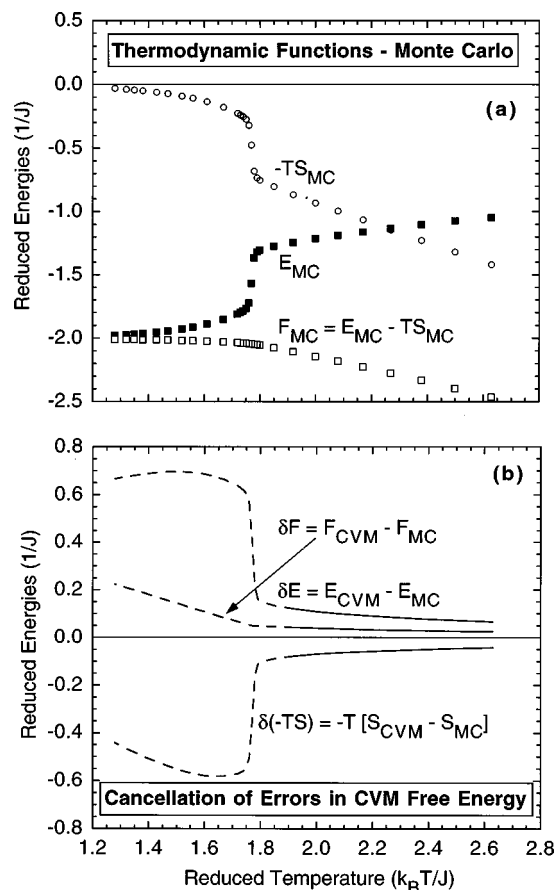 Thermodynamic Functions - Monte Carlo
(a)
Reduced Energies (1/J)
0.5
0.0
-0.5
-1.0
-1.5
-2.0
-2.5
-TS_MC
E_MC
F_MC = E_MC - TS_MC
(b)
Reduced Energies (1/J)
0.8
0.6
0.4
0.2
0.0
-0.2
-0.4
-0.6
-0.8
δF = F_CVM - F_MC
δE = E_CVM - E_MC
δ(-TS) = -T [S_CVM - S_MC]
Cancellation of Errors in CVM Free Energy
1.2 1.4 1.6 1.8 2.0 2.2 2.4 2.6 2.8
Reduced Temperature (k_BT/J)